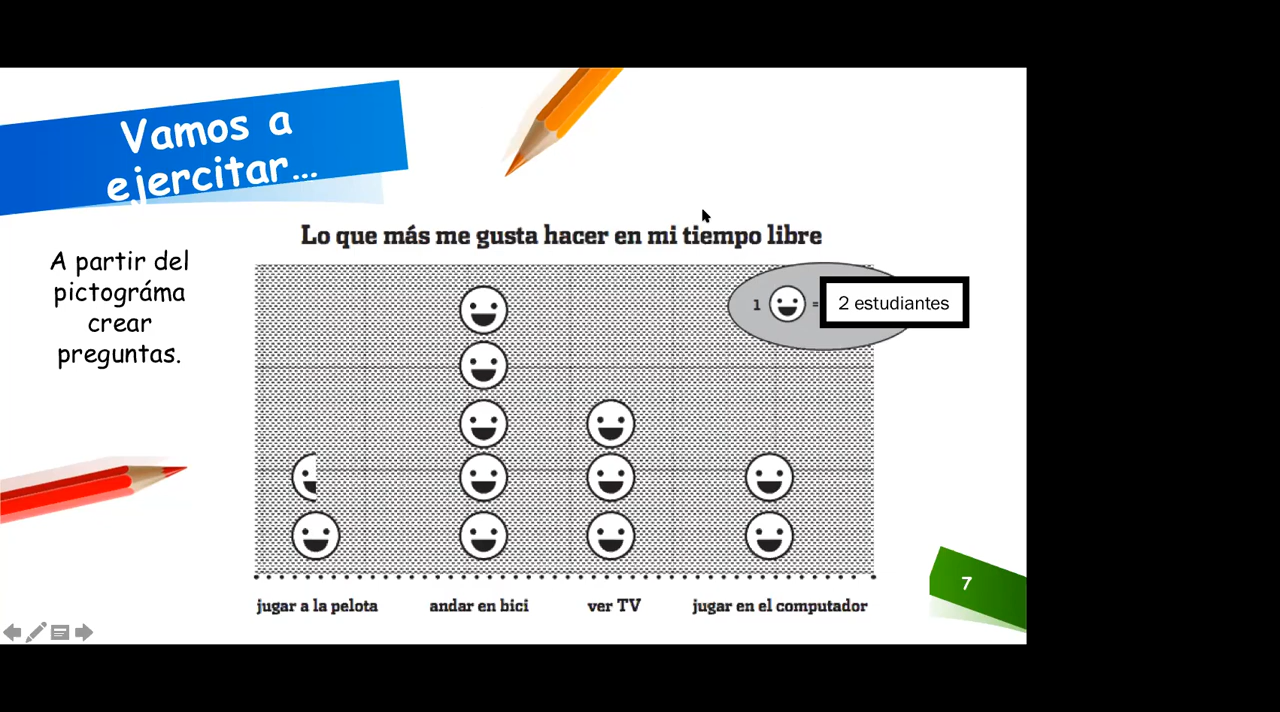 Vamos a
ejercitar...
A partir del
pictográma
crear
preguntas.
Lo que más me gusta hacer en mi tiempo libre
1 = 2 estudiantes
jugar a la pelota andar en bici ver TV jugar en el computador
7